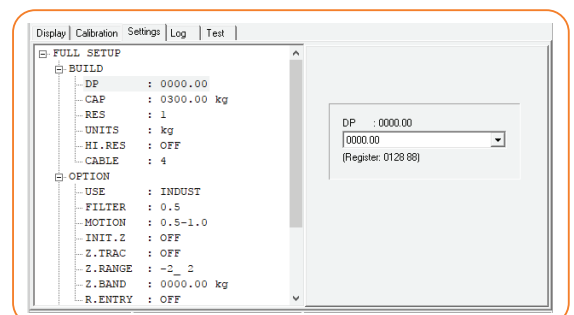 Display Calibration Settings Log Test
FULL SETUP
BUILD
DP : 0000.00
CAP : 0300.00 kg
RES : 1
UNITS : kg
HI.RES : OFF
CABLE : 4
OPTION
USE : INDUST
FILTER : 0.5
MOTION : 0.5-1.0
INIT.Z : OFF
Z.TRAC : OFF
Z.RANGE : -2_ 2
Z.BAND : 0000.00 kg
R.ENTRY : OFF
DP : 0000.00
0000.00
(Register: 0128 88)